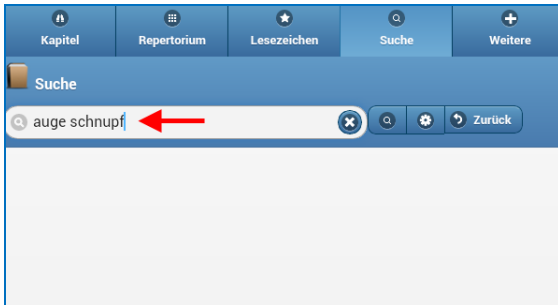 Kapitel Repertorium Lesezeichen Suche Weitere
Suche
auge schnupf Zurück